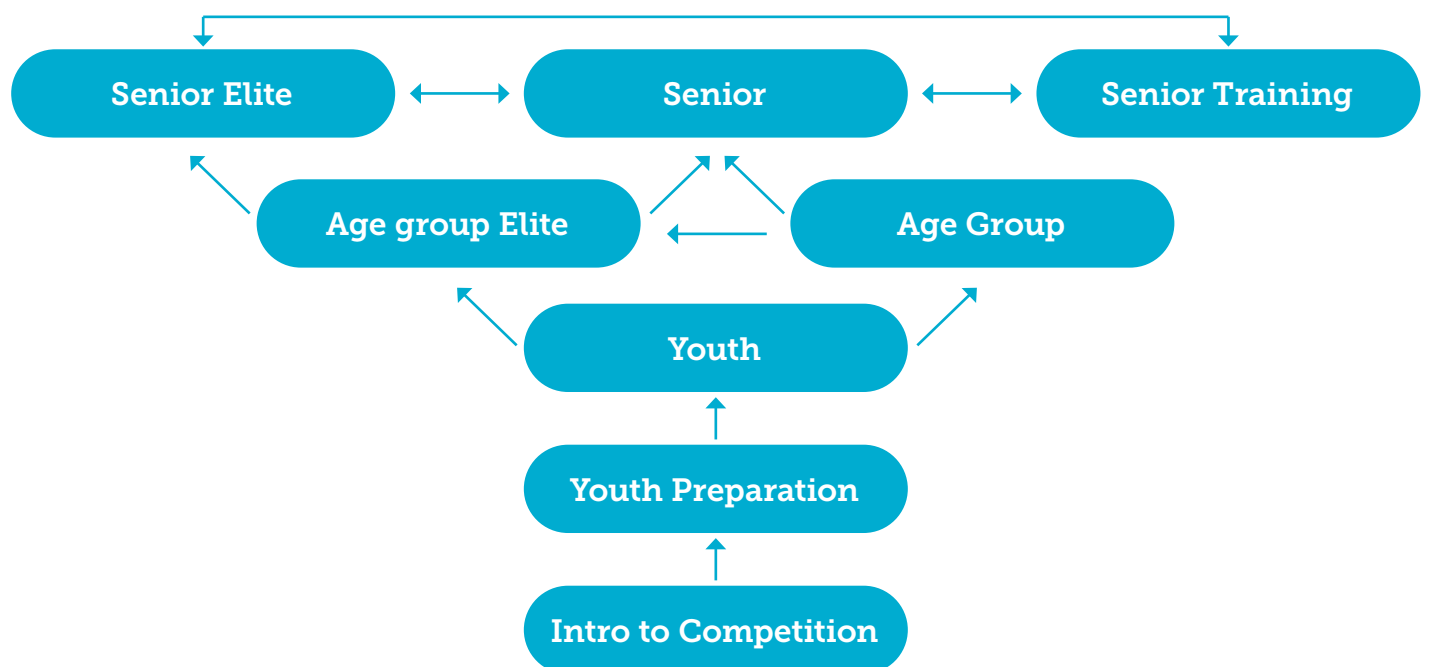 Senior Elite
Senior
Senior Training
Age group Elite
Age Group
Youth
Youth Preparation
Intro to Competition